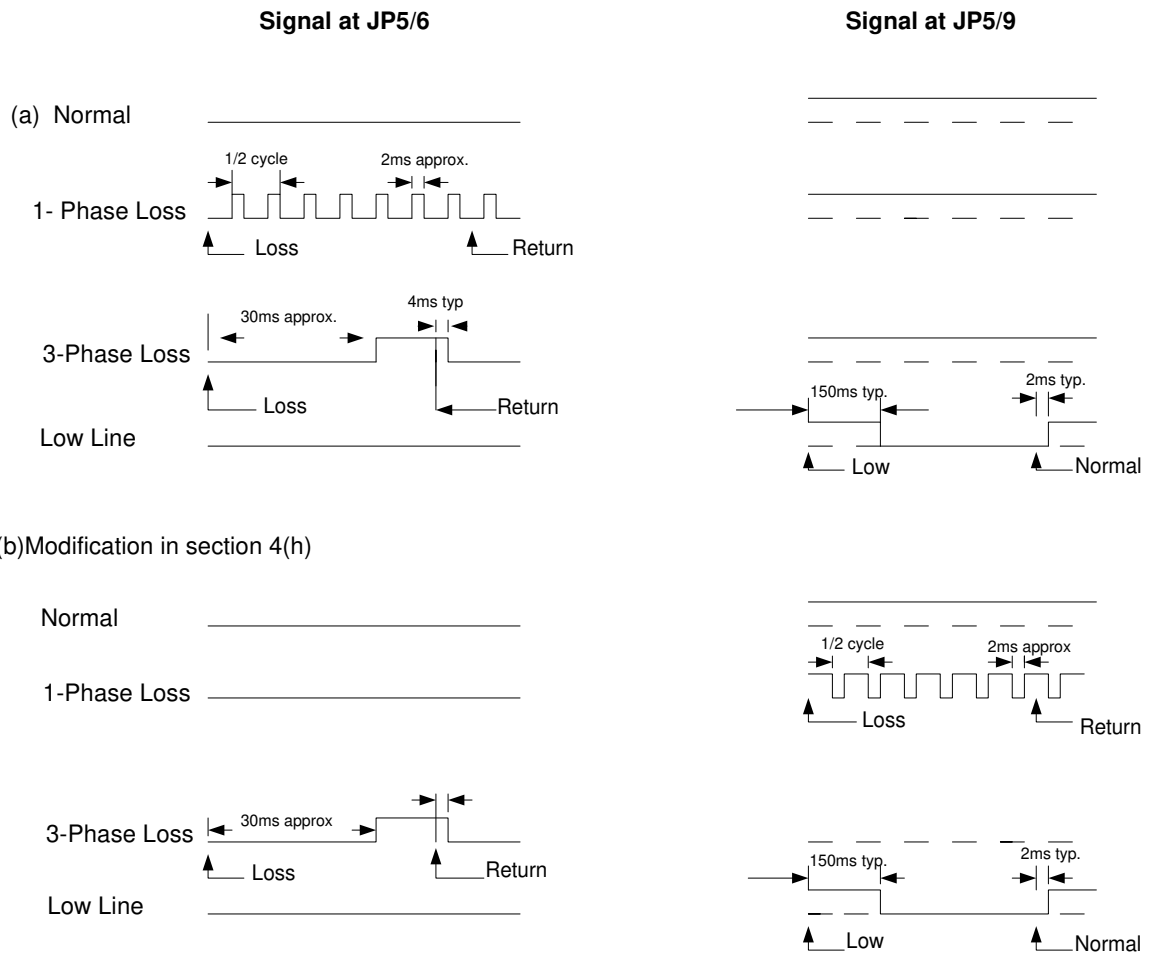 Signal at JP5/6 Signal at JP5/9
(a) Normal
1/2 cycle 2ms approx.
1- Phase Loss
Loss Return
4ms typ
30ms approx.
3-Phase Loss
150ms typ. 2ms typ.
Loss Return
Low Line
Low Normal
(b)Modification in section 4(h)
Normal
1/2 cycle 2ms approx
1-Phase Loss
Loss Return
30ms approx
3-Phase Loss
150ms typ. 2ms typ.
Loss Return
Low Line
Low Normal